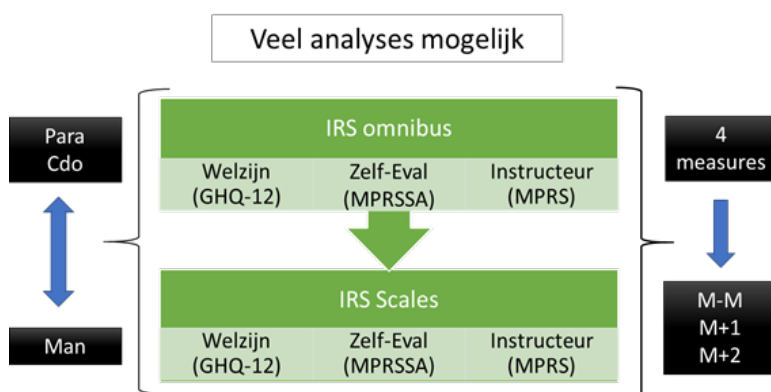 Veel analyses mogelijk
Para
Cdo
Man
IRS omnibus
Welzijn
(GHQ-12)
Zelf-Eval
(MPRSSA)
Instructeur
(MPRS)
IRS Scales
Welzijn
(GHQ-12)
Zelf-Eval
(MPRSSA)
Instructeur
(MPRS)
4
measures
M-M
M+1
M+2